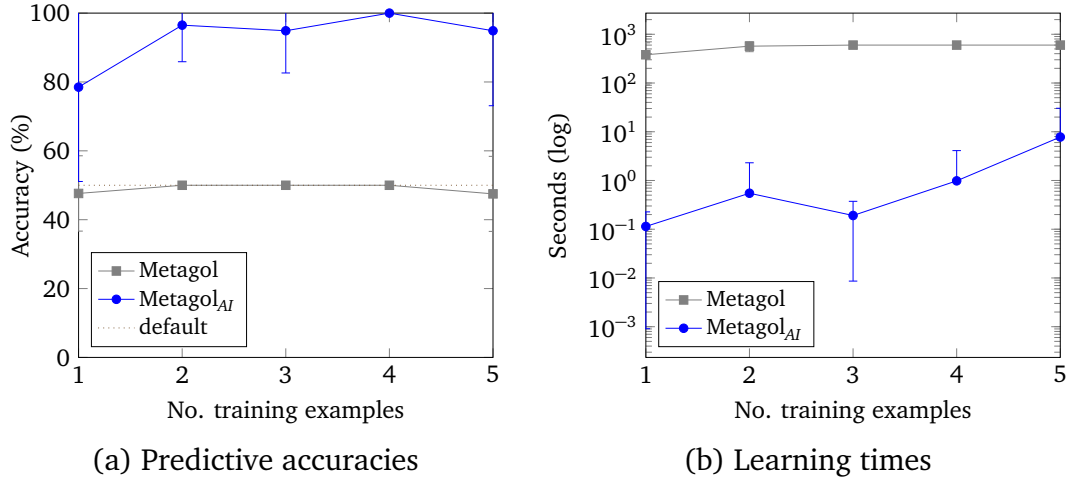 100
80
60
40
20
0
Accuracy (%)
Metagol
Metagol_AI
default
1 2 3 4 5
No. training examples
(a) Predictive accuracies
10^3
10^2
10^1
10^0
10^-1
10^-2
10^-3
Seconds (log)
Metagol
Metagol_AI
1 2 3 4 5
No. training examples
(b) Learning times